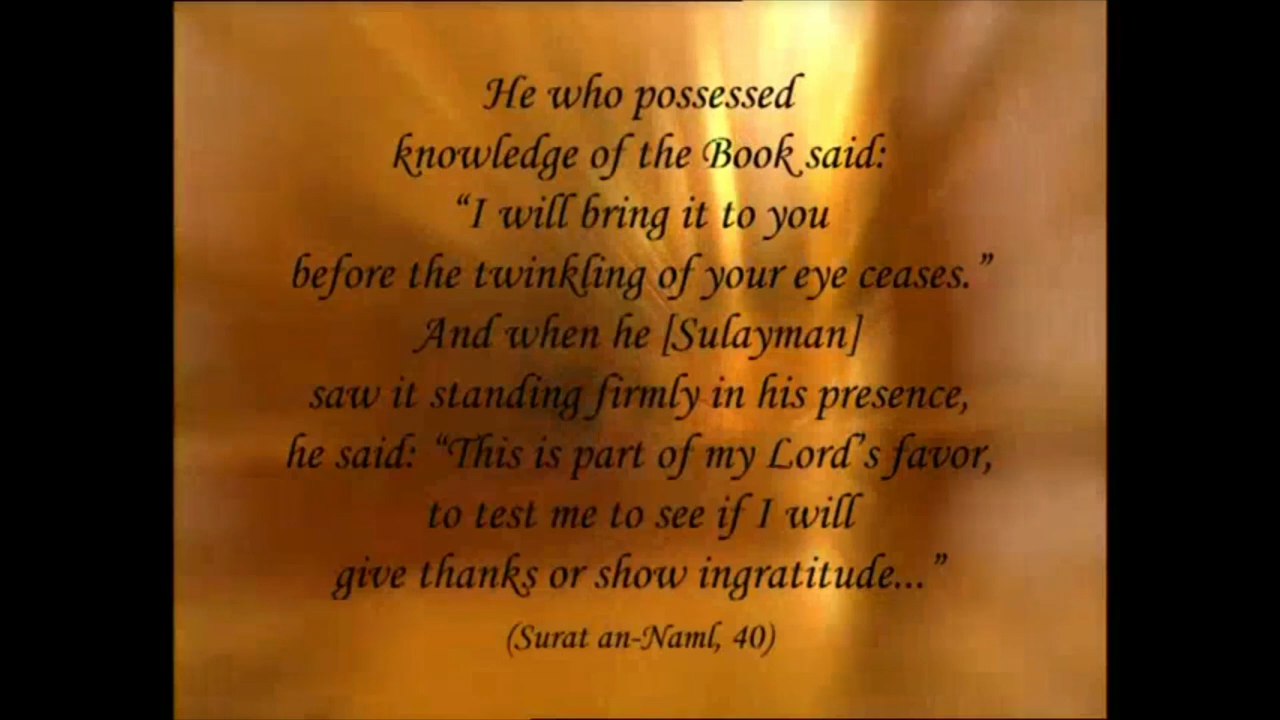 He who possessed
knowledge of the Book said:
“I will bring it to you
before the twinkling of your eye ceases.”
And when he [Sulayman]
saw it standing firmly in his presence,
he said: “This is part of my Lord’s favor,
to test me to see if I will
give thanks or show ingratitude...”
(Surat an-Naml, 40)